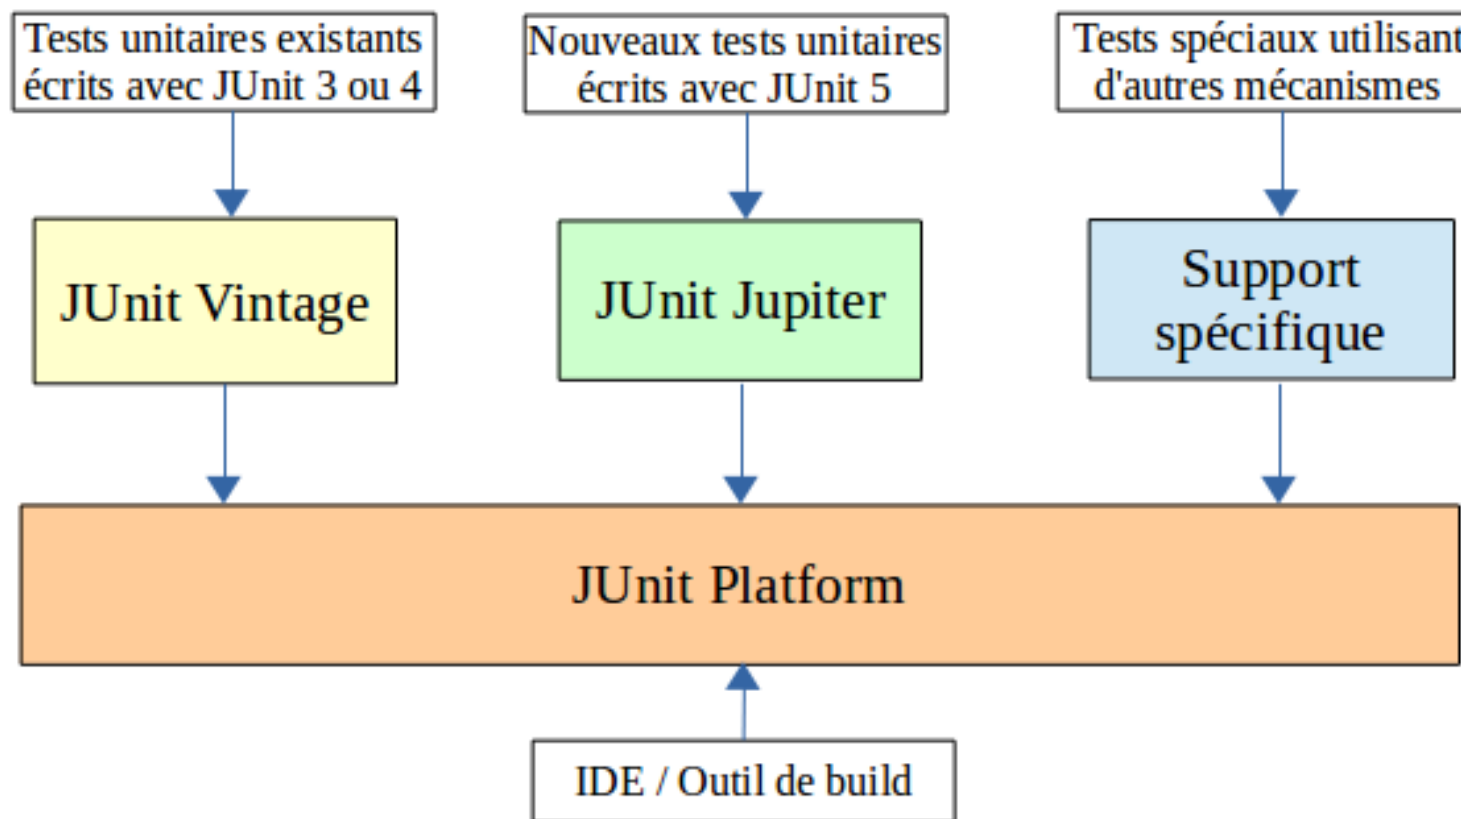 Tests unitaires existants
écrits avec JUnit 3 ou 4
Nouveaux tests unitaires
écrits avec JUnit 5
Tests spéciaux utilisant
d'autres mécanismes
JUnit Vintage
JUnit Jupiter
Support
spécifique
JUnit Platform
IDE / Outil de build